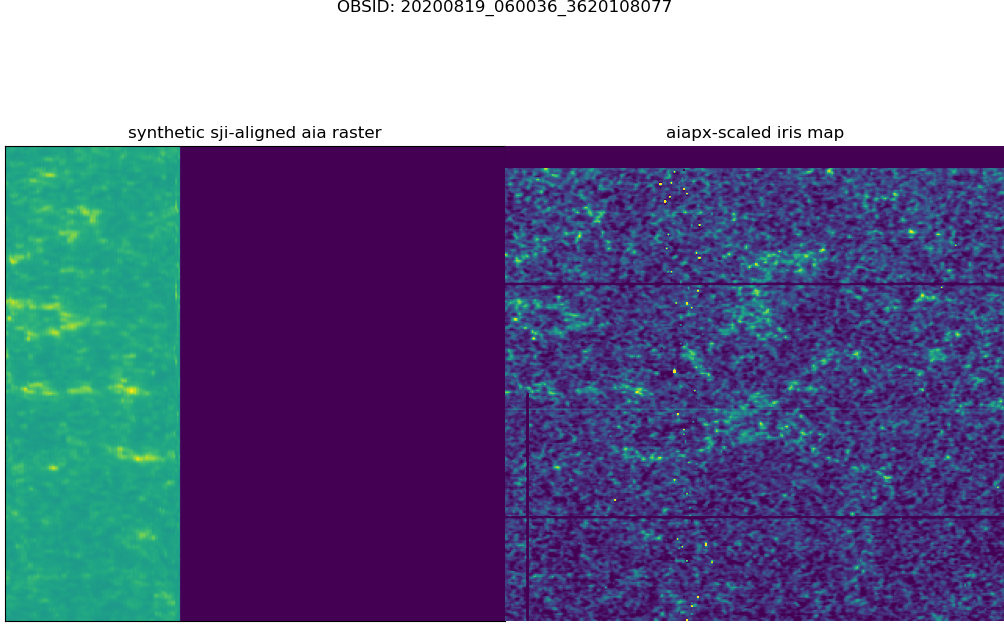 OBSID: 20200819_060036_3620108077
synthetic sji-aligned aia raster
aiapx-scaled iris map